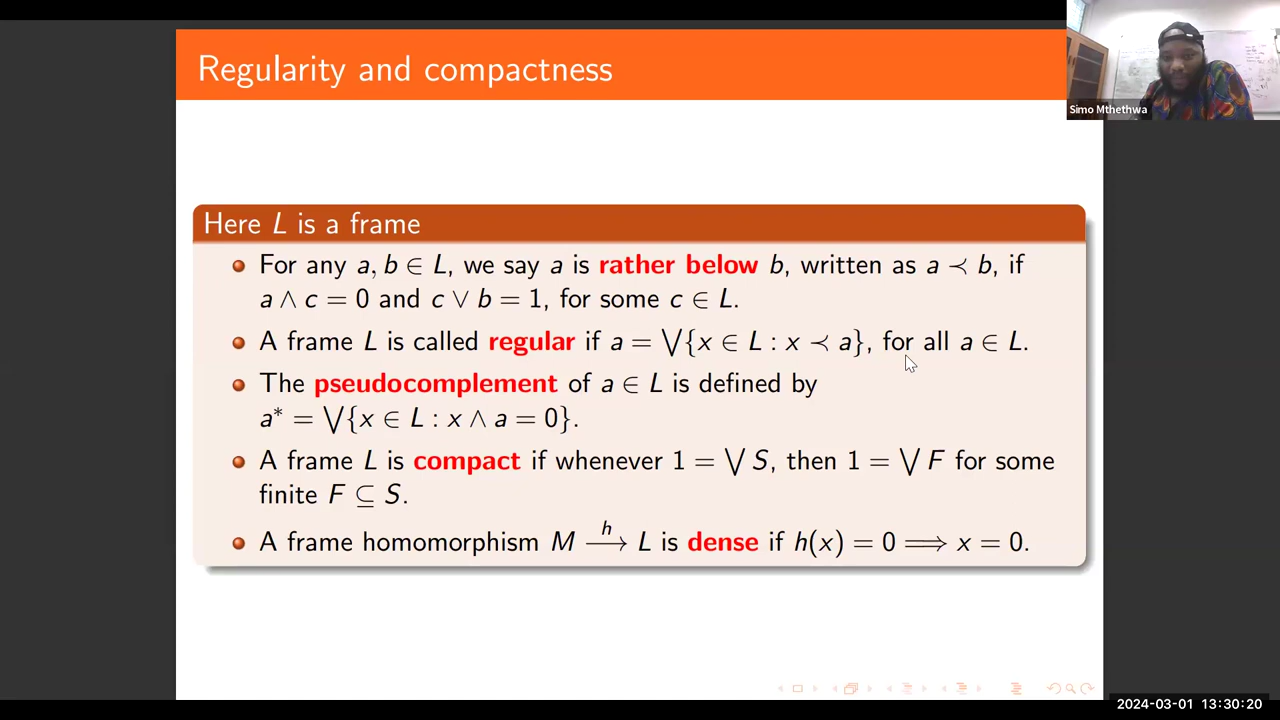 Regularity and compactness
Simo Mthethwa
Here L is a frame
For any a, b ∈ L, we say a is rather below b, written as a ≺ b, if
a ∧ c = 0 and c ∨ b = 1, for some c ∈ L.
A frame L is called regular if a = ⋁{x ∈ L : x ≺ a}, for all a ∈ L.
The pseudocomplement of a ∈ L is defined by
a* = ⋁{x ∈ L : x ∧ a = 0}.
A frame L is compact if whenever 1 = ⋁ S, then 1 = ⋁ F for some
finite F ⊆ S.
A frame homomorphism M —h→ L is dense if h(x) = 0 ⟹ x = 0.
2024-03-01 13:30:20